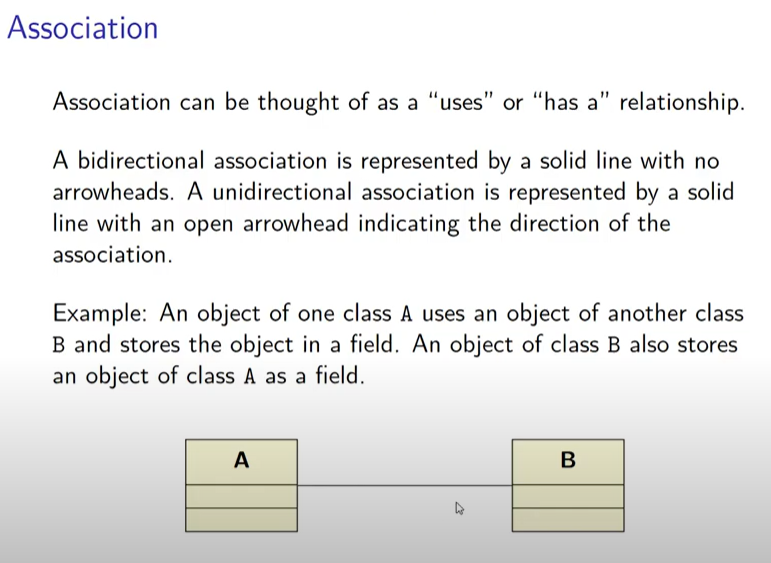 Association
Association can be thought of as a “uses” or “has a” relationship.
A bidirectional association is represented by a solid line with no
arrowheads. A unidirectional association is represented by a solid
line with an open arrowhead indicating the direction of the
association.
Example: An object of one class A uses an object of another class
B and stores the object in a field. An object of class B also stores
an object of class A as a field.
A
B